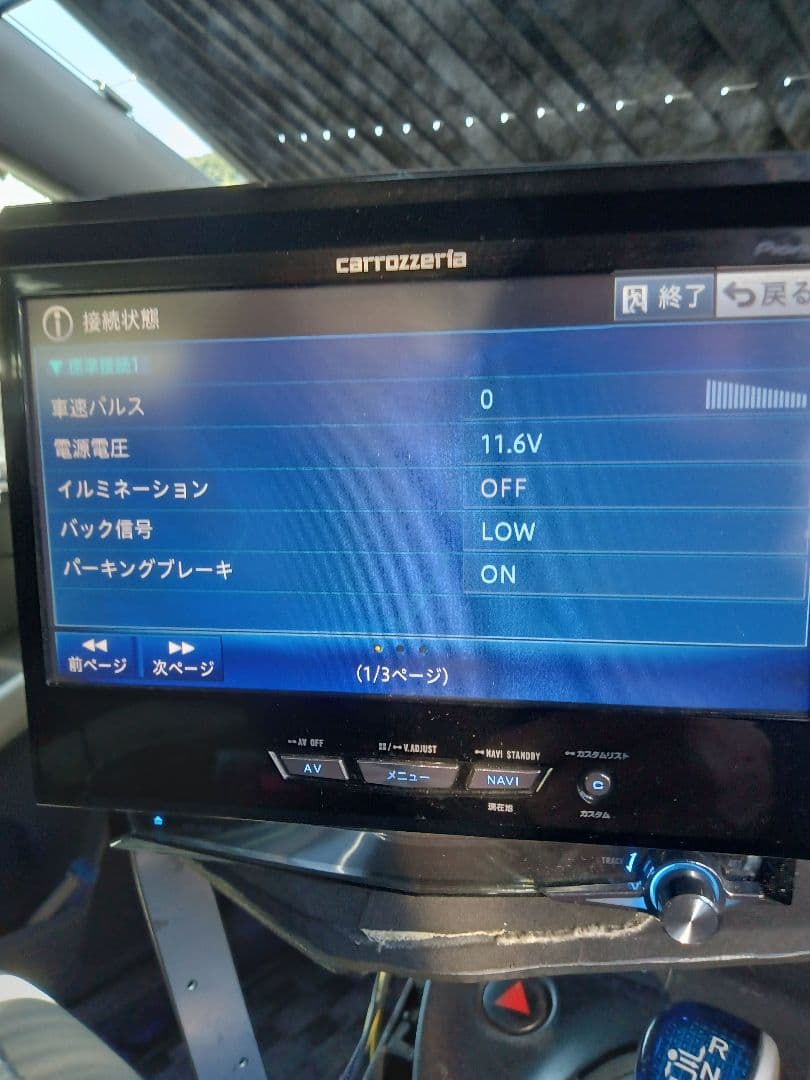 carrozzeria
終了
戻る
接続状態
▼ 標準接続1
車速パルス 0
電源電圧 11.6V
イルミネーション OFF
バック信号 LOW
パーキングブレーキ ON
前ページ 次ページ (1/3ページ)
AV OFF
V.ADJUST
NAVI STANDBY
カスタムリスト
AV
メニュー
NAVI
現在地
カスタム
TRACK
R
N